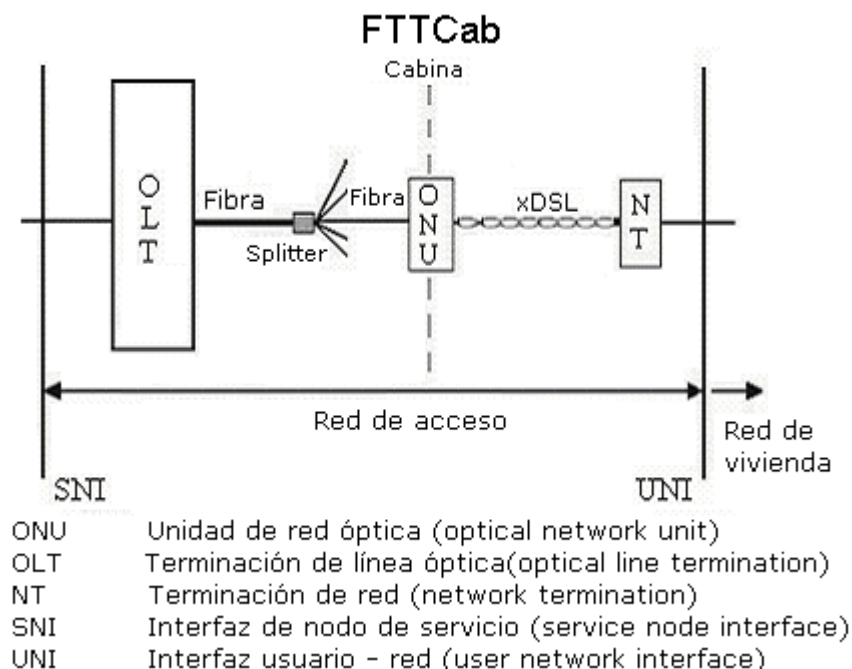 FTTCab
Cabina
OLT
Fibra
Splitter
Fibra
ONU
xDSL
NT
Red de acceso
Red de
vivienda
SNI
UNI
ONU Unidad de red óptica (optical network unit)
OLT Terminación de línea óptica(optical line termination)
NT Terminación de red (network termination)
SNI Interfaz de nodo de servicio (service node interface)
UNI Interfaz usuario - red (user network interface)